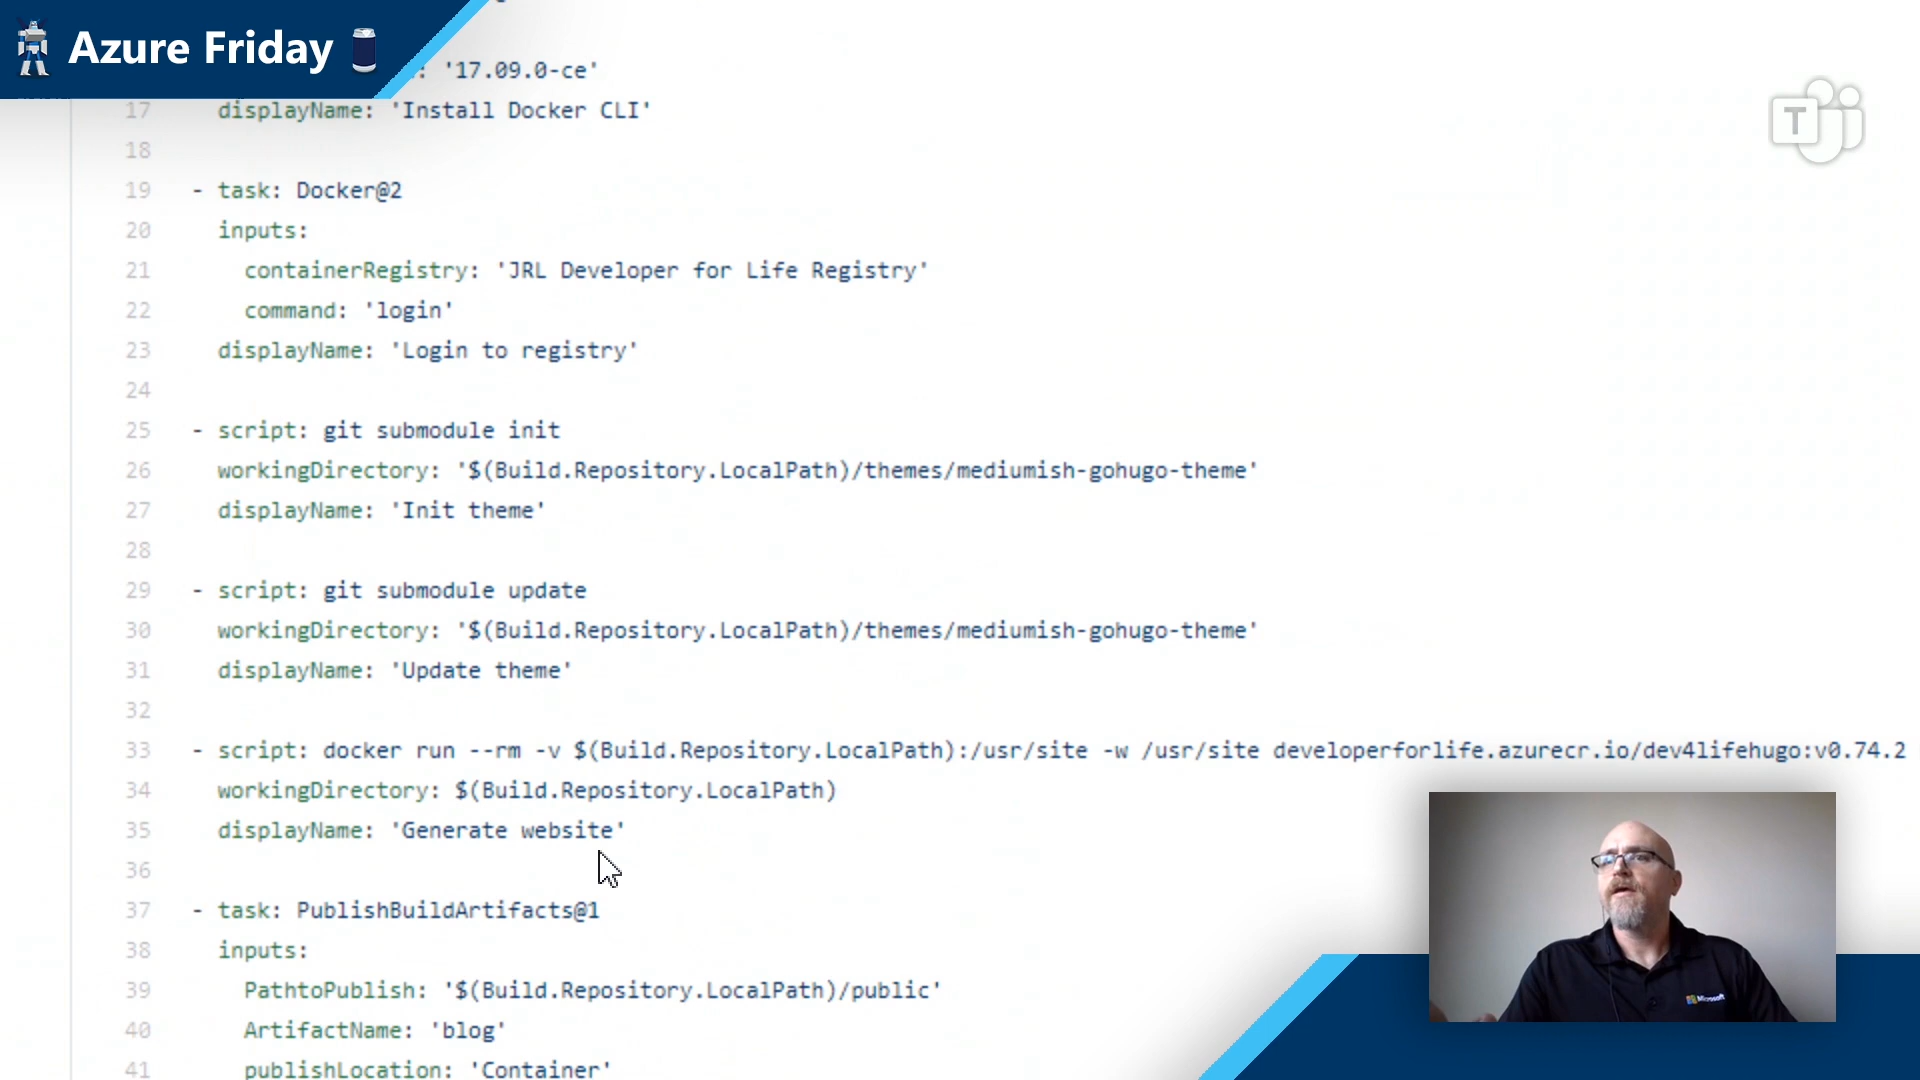 Azure Friday
: '17.09.0-ce'
17 displayName: 'Install Docker CLI'
18
19 - task: Docker@2
20 inputs:
21 containerRegistry: 'JRL Developer for Life Registry'
22 command: 'login'
23 displayName: 'Login to registry'
24
25 - script: git submodule init
26 workingDirectory: '$(Build.Repository.LocalPath)/themes/mediumish-gohugo-theme'
27 displayName: 'Init theme'
28
29 - script: git submodule update
30 workingDirectory: '$(Build.Repository.LocalPath)/themes/mediumish-gohugo-theme'
31 displayName: 'Update theme'
32
33 - script: docker run --rm -v $(Build.Repository.LocalPath):/usr/site -w /usr/site developerforlife.azurecr.io/dev4lifehugo:v0.74.2
34 workingDirectory: $(Build.Repository.LocalPath)
35 displayName: 'Generate website'
36
37 - task: PublishBuildArtifacts@1
38 inputs:
39 PathtoPublish: '$(Build.Repository.LocalPath)/public'
40 ArtifactName: 'blog'
41 publishLocation: 'Container'
T
Microsoft